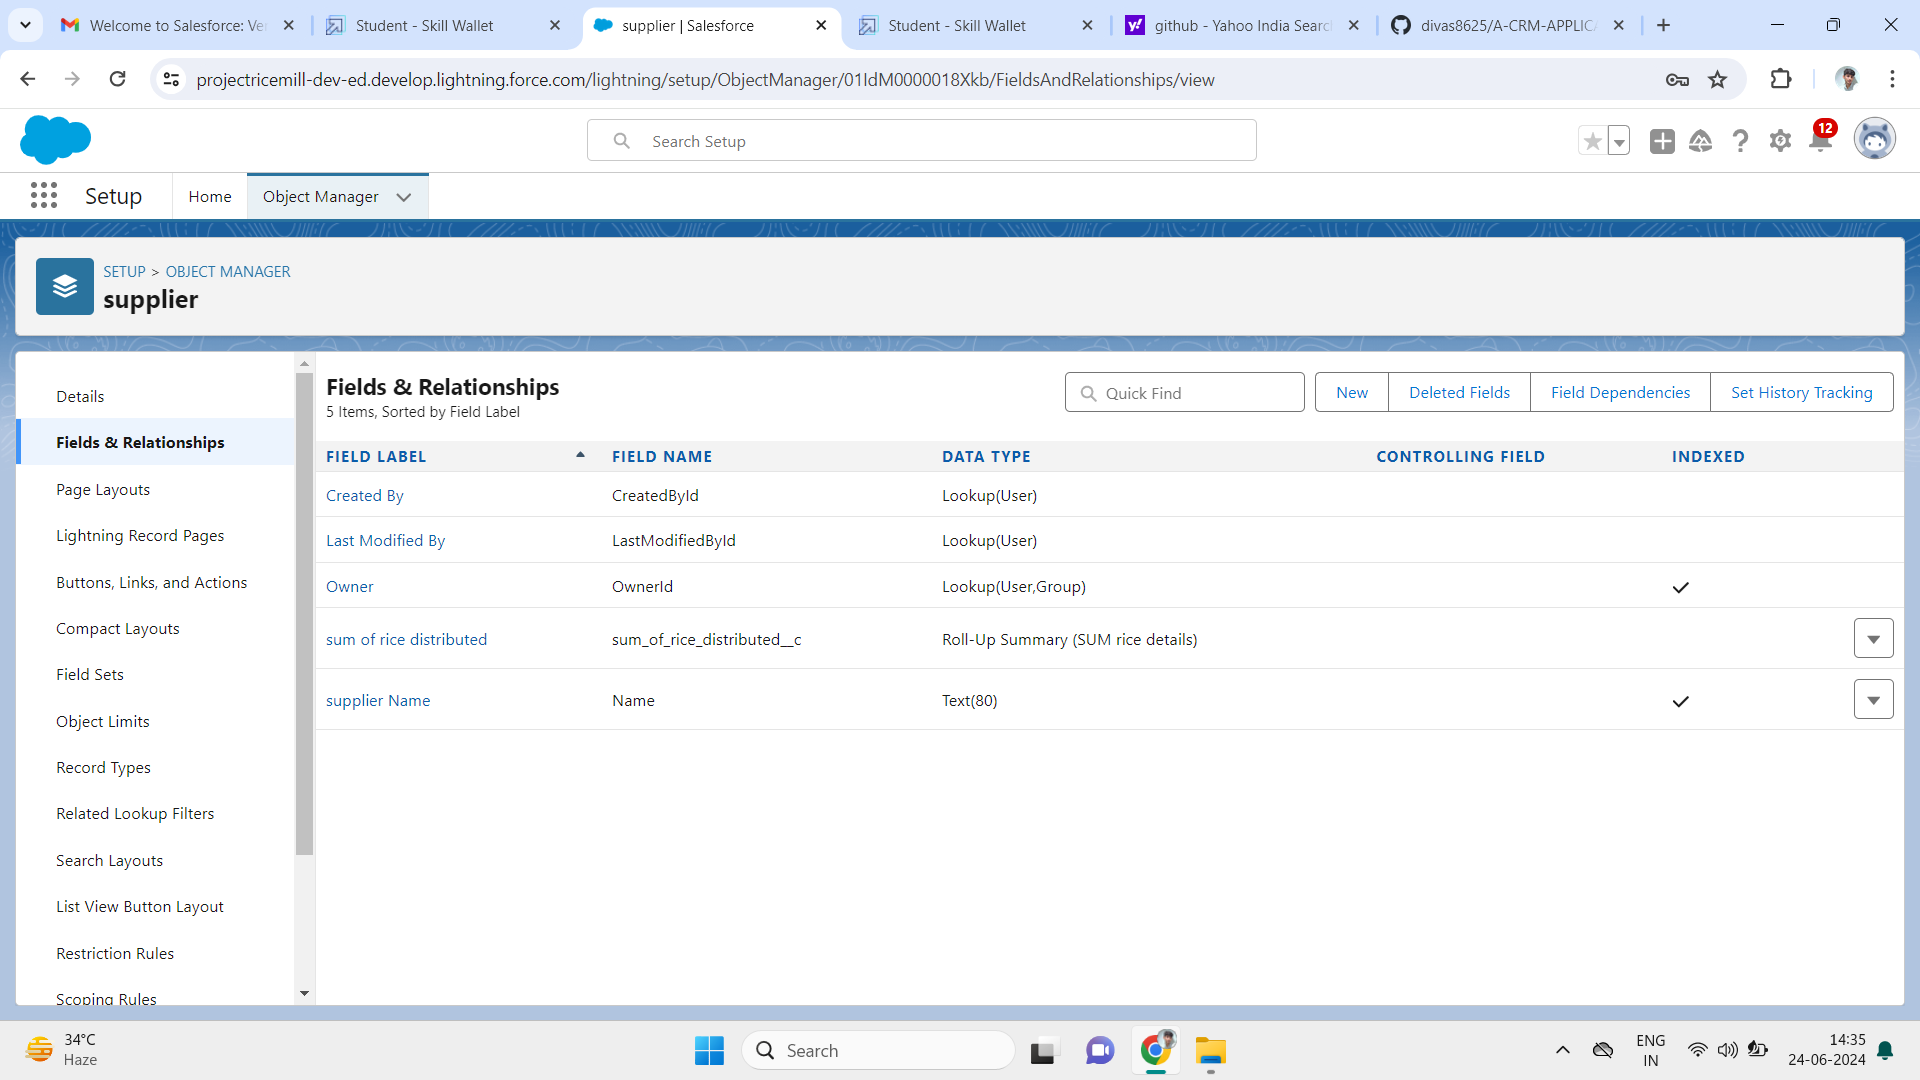 Welcome to Salesforce: Ver
Student - Skill Wallet
supplier | Salesforce
Student - Skill Wallet
github - Yahoo India Search
divas8625/A-CRM-APPLICA
projectricemill-dev-ed.develop.lightning.force.com/lightning/setup/ObjectManager/01IdM0000018Xkb/FieldsAndRelationships/view
Search Setup
12
Setup
Home
Object Manager
SETUP > OBJECT MANAGER
supplier
Details
Fields & Relationships
Page Layouts
Lightning Record Pages
Buttons, Links, and Actions
Compact Layouts
Field Sets
Object Limits
Record Types
Related Lookup Filters
Search Layouts
List View Button Layout
Restriction Rules
Scoping Rules
Fields & Relationships
5 Items, Sorted by Field Label
Quick Find
New
Deleted Fields
Field Dependencies
Set History Tracking
FIELD LABEL FIELD NAME DATA TYPE CONTROLLING FIELD INDEXED
Created By CreatedById Lookup(User)
Last Modified By LastModifiedById Lookup(User)
Owner OwnerId Lookup(User,Group)
sum of rice distributed sum_of_rice_distributed__c Roll-Up Summary (SUM rice details)
supplier Name Name Text(80)
34°C
Haze
Search
ENG
IN
14:35
24-06-2024